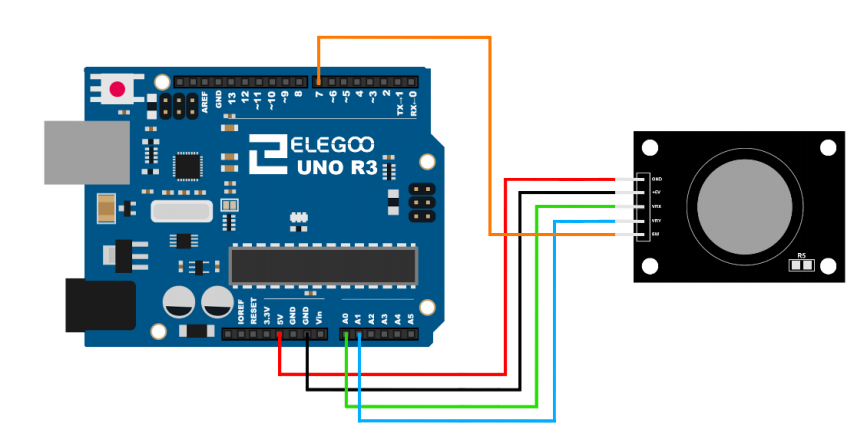 AREF
GND
13
12
~11
~10
~9
8
7
~6
~5
4
~3
2
TX→1
RX←0
ELEGOO
UNO R3
IOREF
RESET
3.3V
5V
GND
GND
Vin
A0
A1
A2
A3
A4
A5
GND
+5V
VRX
VRY
SW
R5